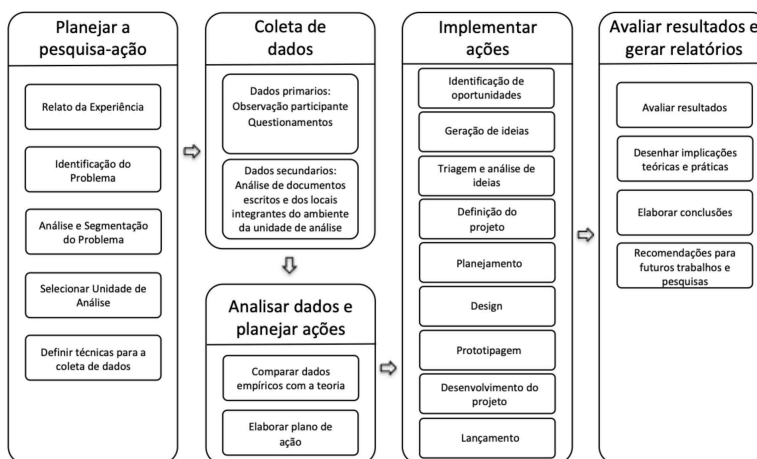 Planejar a
pesquisa-ação
Relato da Experiência
Identificação do
Problema
Análise e Segmentação
do Problema
Selecionar Unidade de
Análise
Definir técnicas para a
coleta de dados
Coleta de
dados
Dados primarios:
Observação participante
Questionamentos
Dados secundarios:
Análise de documentos
escritos e dos locais
integrantes do ambiente
da unidade de análise
Analisar dados e
planejar ações
Comparar dados
empíricos com a teoria
Elaborar plano de
ação
Implementar
ações
Identificação de
oportunidades
Geração de ideias
Triagem e análise de
ideias
Definição do
projeto
Planejamento
Design
Prototipagem
Desenvolvimento do
projeto
Lançamento
Avaliar resultados e
gerar relatórios
Avaliar resultados
Desenhar implicações
teóricas e práticas
Elaborar conclusões
Recomendações para
futuros trabalhos e
pesquisas